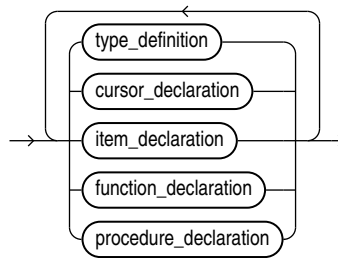 type_definition
cursor_declaration
item_declaration
function_declaration
procedure_declaration